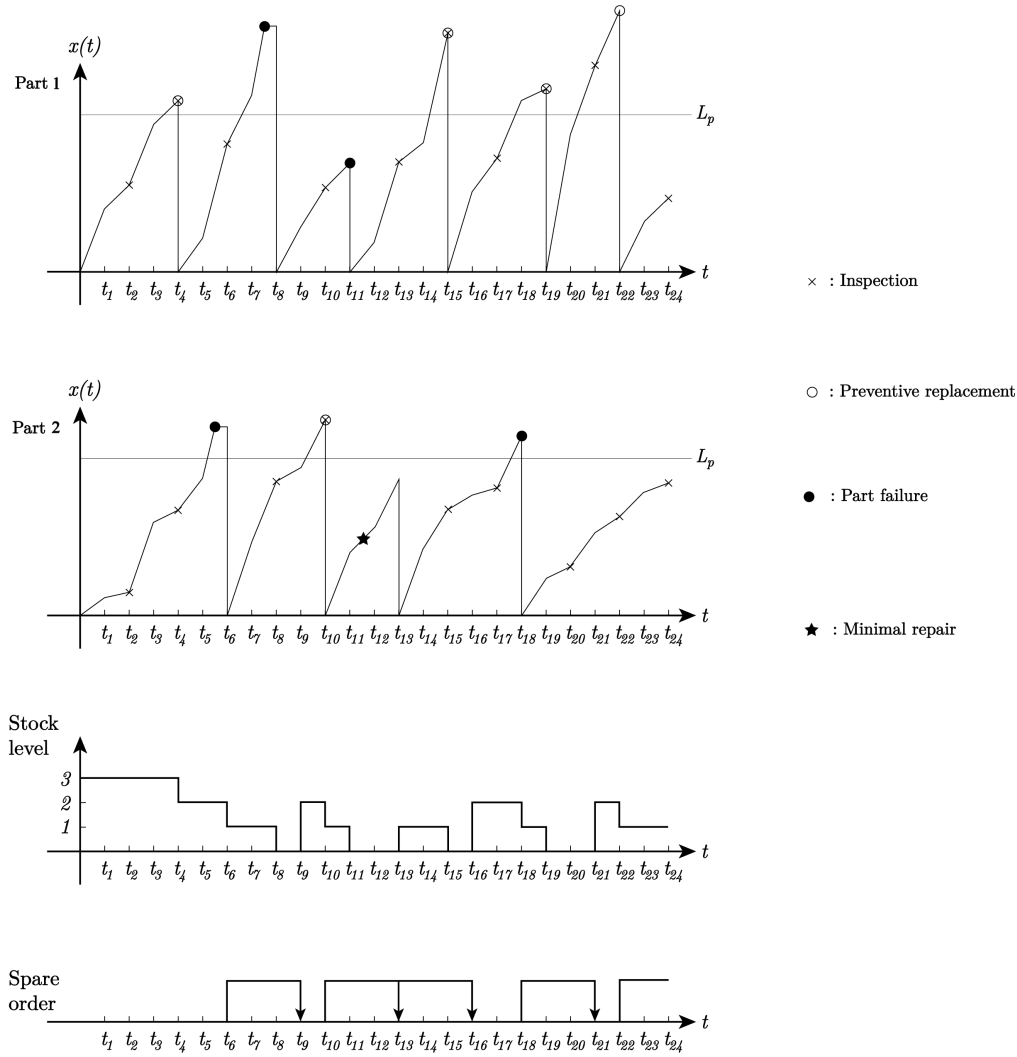 x(t)
Part 1
L_p
t
t_1 t_2 t_3 t_4 t_5 t_6 t_7 t_8 t_9 t_10 t_11 t_12 t_13 t_14 t_15 t_16 t_17 t_18 t_19 t_20 t_21 t_22 t_23 t_24
× : Inspection
x(t)
○ : Preventive replacement
Part 2
L_p
● : Part failure
t
t_1 t_2 t_3 t_4 t_5 t_6 t_7 t_8 t_9 t_10 t_11 t_12 t_13 t_14 t_15 t_16 t_17 t_18 t_19 t_20 t_21 t_22 t_23 t_24
★ : Minimal repair
Stock
level
3
2
1
t
t_1 t_2 t_3 t_4 t_5 t_6 t_7 t_8 t_9 t_10 t_11 t_12 t_13 t_14 t_15 t_16 t_17 t_18 t_19 t_20 t_21 t_22 t_23 t_24
Spare
order
t
t_1 t_2 t_3 t_4 t_5 t_6 t_7 t_8 t_9 t_10 t_11 t_12 t_13 t_14 t_15 t_16 t_17 t_18 t_19 t_20 t_21 t_22 t_23 t_24